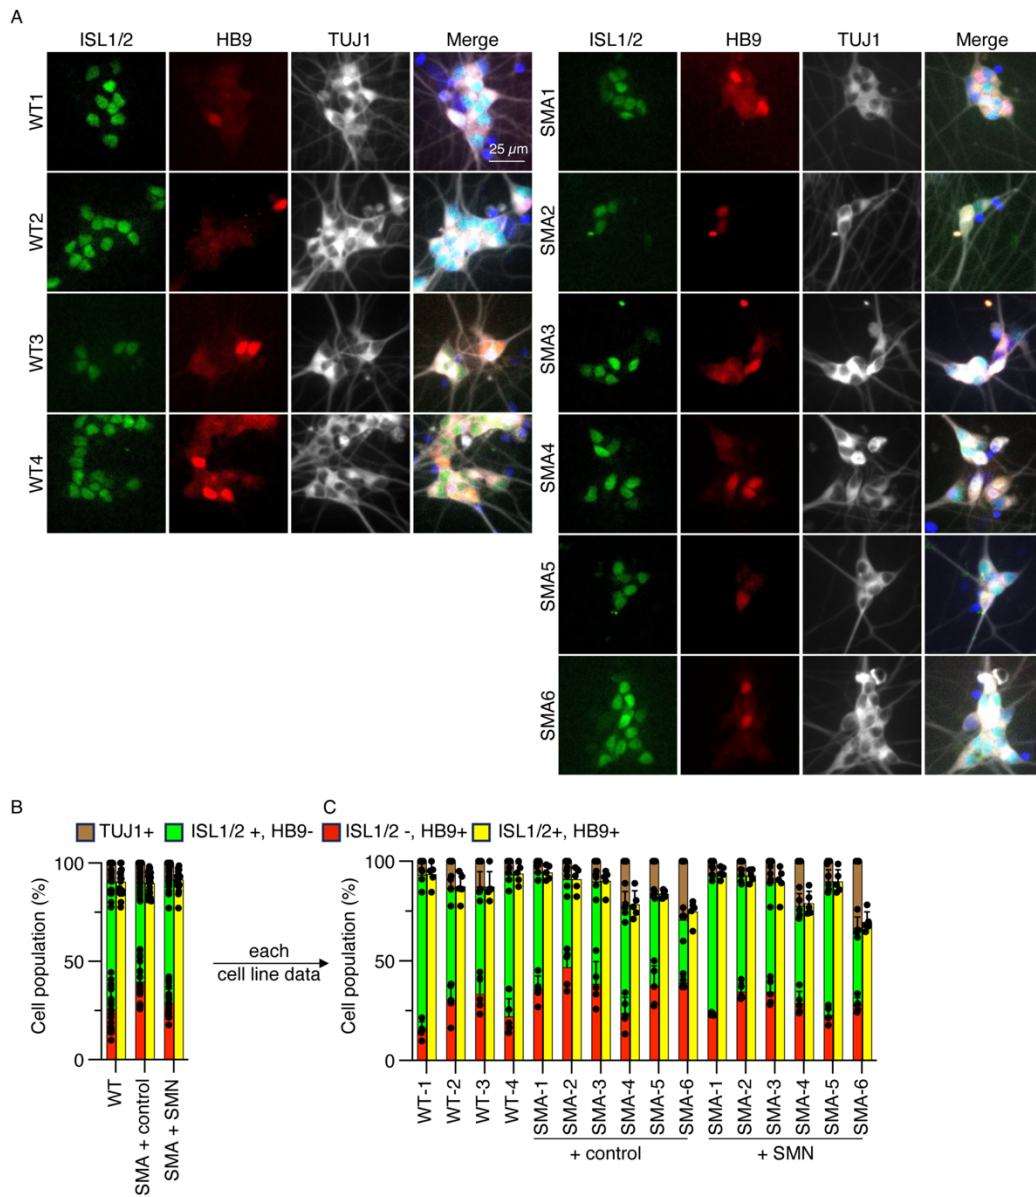 A
ISL1/2 HB9 TUJ1 Merge
WT1
25 µm
WT2
WT3
WT4
ISL1/2 HB9 TUJ1 Merge
SMA1
SMA2
SMA3
SMA4
SMA5
SMA6
B
C
TUJ1+ ISL1/2 +, HB9- ISL1/2 -, HB9+ ISL1/2+, HB9+
Cell population (%)
100
50
0
WT
SMA + control
SMA + SMN
each
cell line data
Cell population (%)
100
50
0
WT-1
WT-2
WT-3
WT-4
SMA-1
SMA-2
SMA-3
SMA-4
SMA-5
SMA-6
SMA-1
SMA-2
SMA-3
SMA-4
SMA-5
SMA-6
+ control
+ SMN